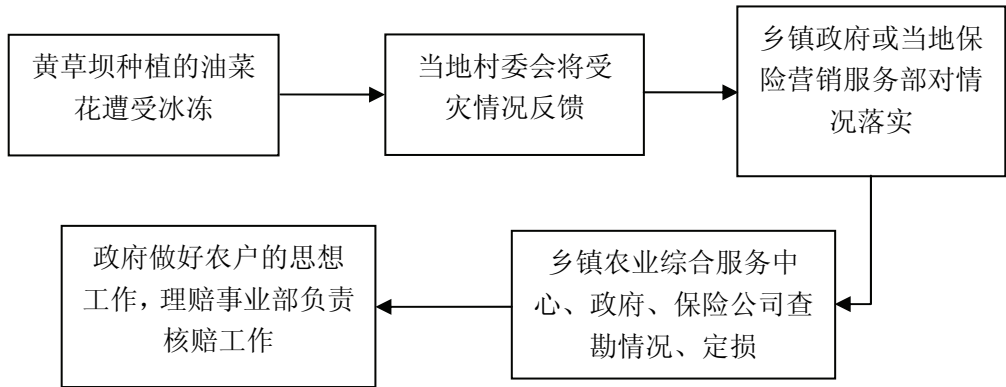 黄草坝种植的油菜
花遭受冰冻
当地村委会将受
灾情况反馈
乡镇政府或当地保
险营销服务部对情
况落实
乡镇农业综合服务中
心、政府、保险公司查
勘情况、定损
政府做好农户的思想
工作，理赔事业部负责
核赔工作